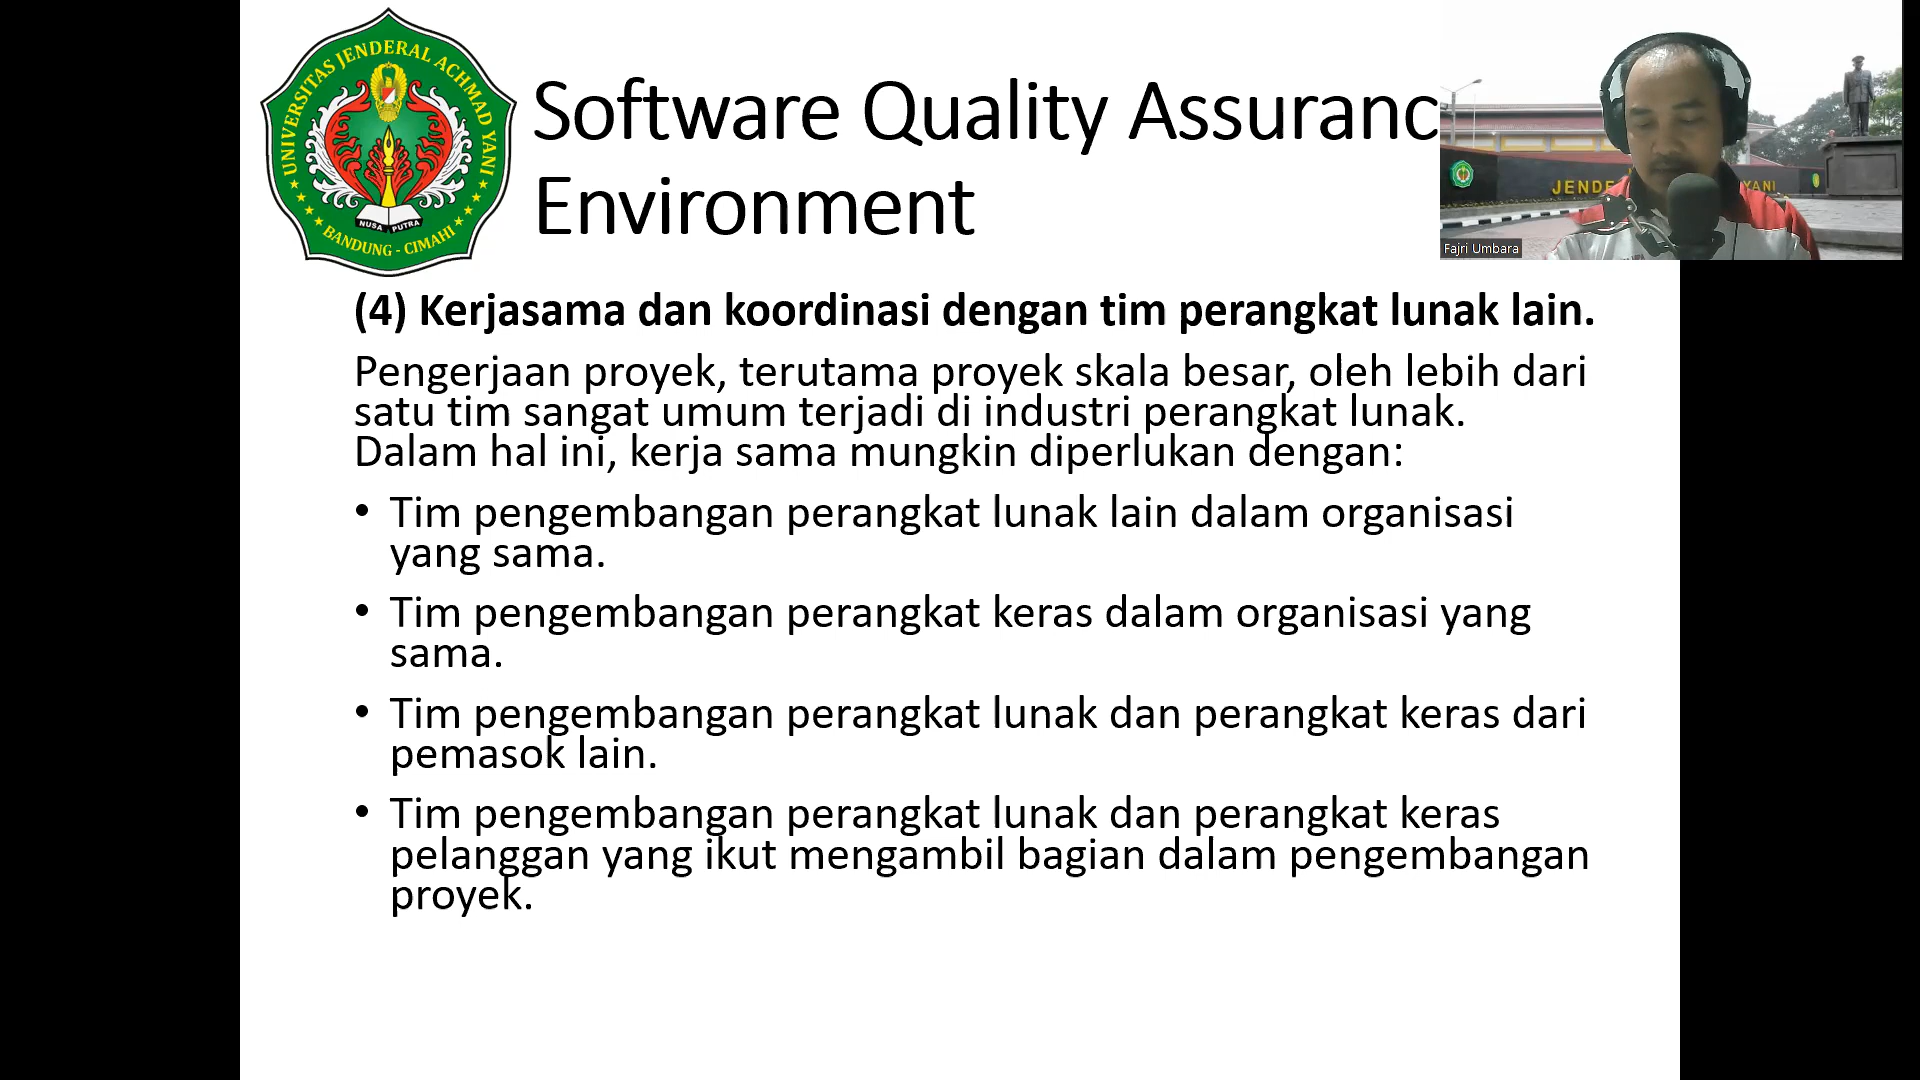 UNIVERSITAS JENDERAL ACHMAD YANI
NUSA PUTRA
BANDUNG - CIMAHI
Software Quality Assuranc
Environment
JENDE
YANI
Fajri Umbara
(4) Kerjasama dan koordinasi dengan tim perangkat lunak lain.
Pengerjaan proyek, terutama proyek skala besar, oleh lebih dari
satu tim sangat umum terjadi di industri perangkat lunak.
Dalam hal ini, kerja sama mungkin diperlukan dengan:
• Tim pengembangan perangkat lunak lain dalam organisasi
yang sama.
• Tim pengembangan perangkat keras dalam organisasi yang
sama.
• Tim pengembangan perangkat lunak dan perangkat keras dari
pemasok lain.
• Tim pengembangan perangkat lunak dan perangkat keras
pelanggan yang ikut mengambil bagian dalam pengembangan
proyek.